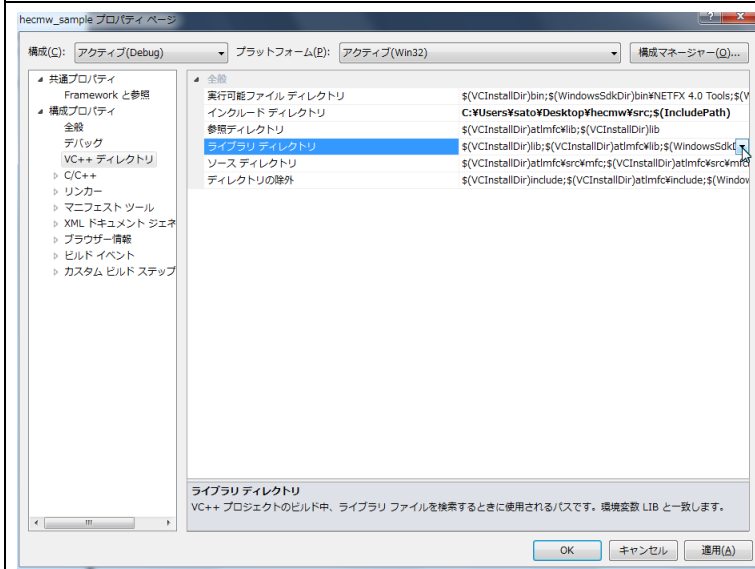 hecmw_sample プロパティ ページ
構成(C): アクティブ(Debug) プラットフォーム(P): アクティブ(Win32) 構成マネージャー(O)...
共通プロパティ
Framework と参照
構成プロパティ
全般
デバッグ
VC++ ディレクトリ
C/C++
リンカー
マニフェスト ツール
XML ドキュメント ジェネ
ブラウザー情報
ビルド イベント
カスタム ビルド ステップ
全般
実行可能ファイル ディレクトリ $(VCInstallDir)bin;$(WindowsSdkDir)bin¥NETFX 4.0 Tools;$(W
インクルード ディレクトリ C:¥Users¥sato¥Desktop¥hecmw¥src;$(IncludePath)
参照ディレクトリ $(VCInstallDir)atlmfc¥lib;$(VCInstallDir)lib
ライブラリ ディレクトリ $(VCInstallDir)lib;$(VCInstallDir)atlmfc¥lib;$(WindowsSdkD
ソース ディレクトリ $(VCInstallDir)atlmfc¥src¥mfc;$(VCInstallDir)atlmfc¥src¥mfc
ディレクトリの除外 $(VCInstallDir)include;$(VCInstallDir)atlmfc¥include;$(Window
ライブラリ ディレクトリ
VC++ プロジェクトのビルド中、ライブラリ ファイルを検索するときに使用されるパスです。環境変数 LIB と一致します。
OK キャンセル 適用(A)